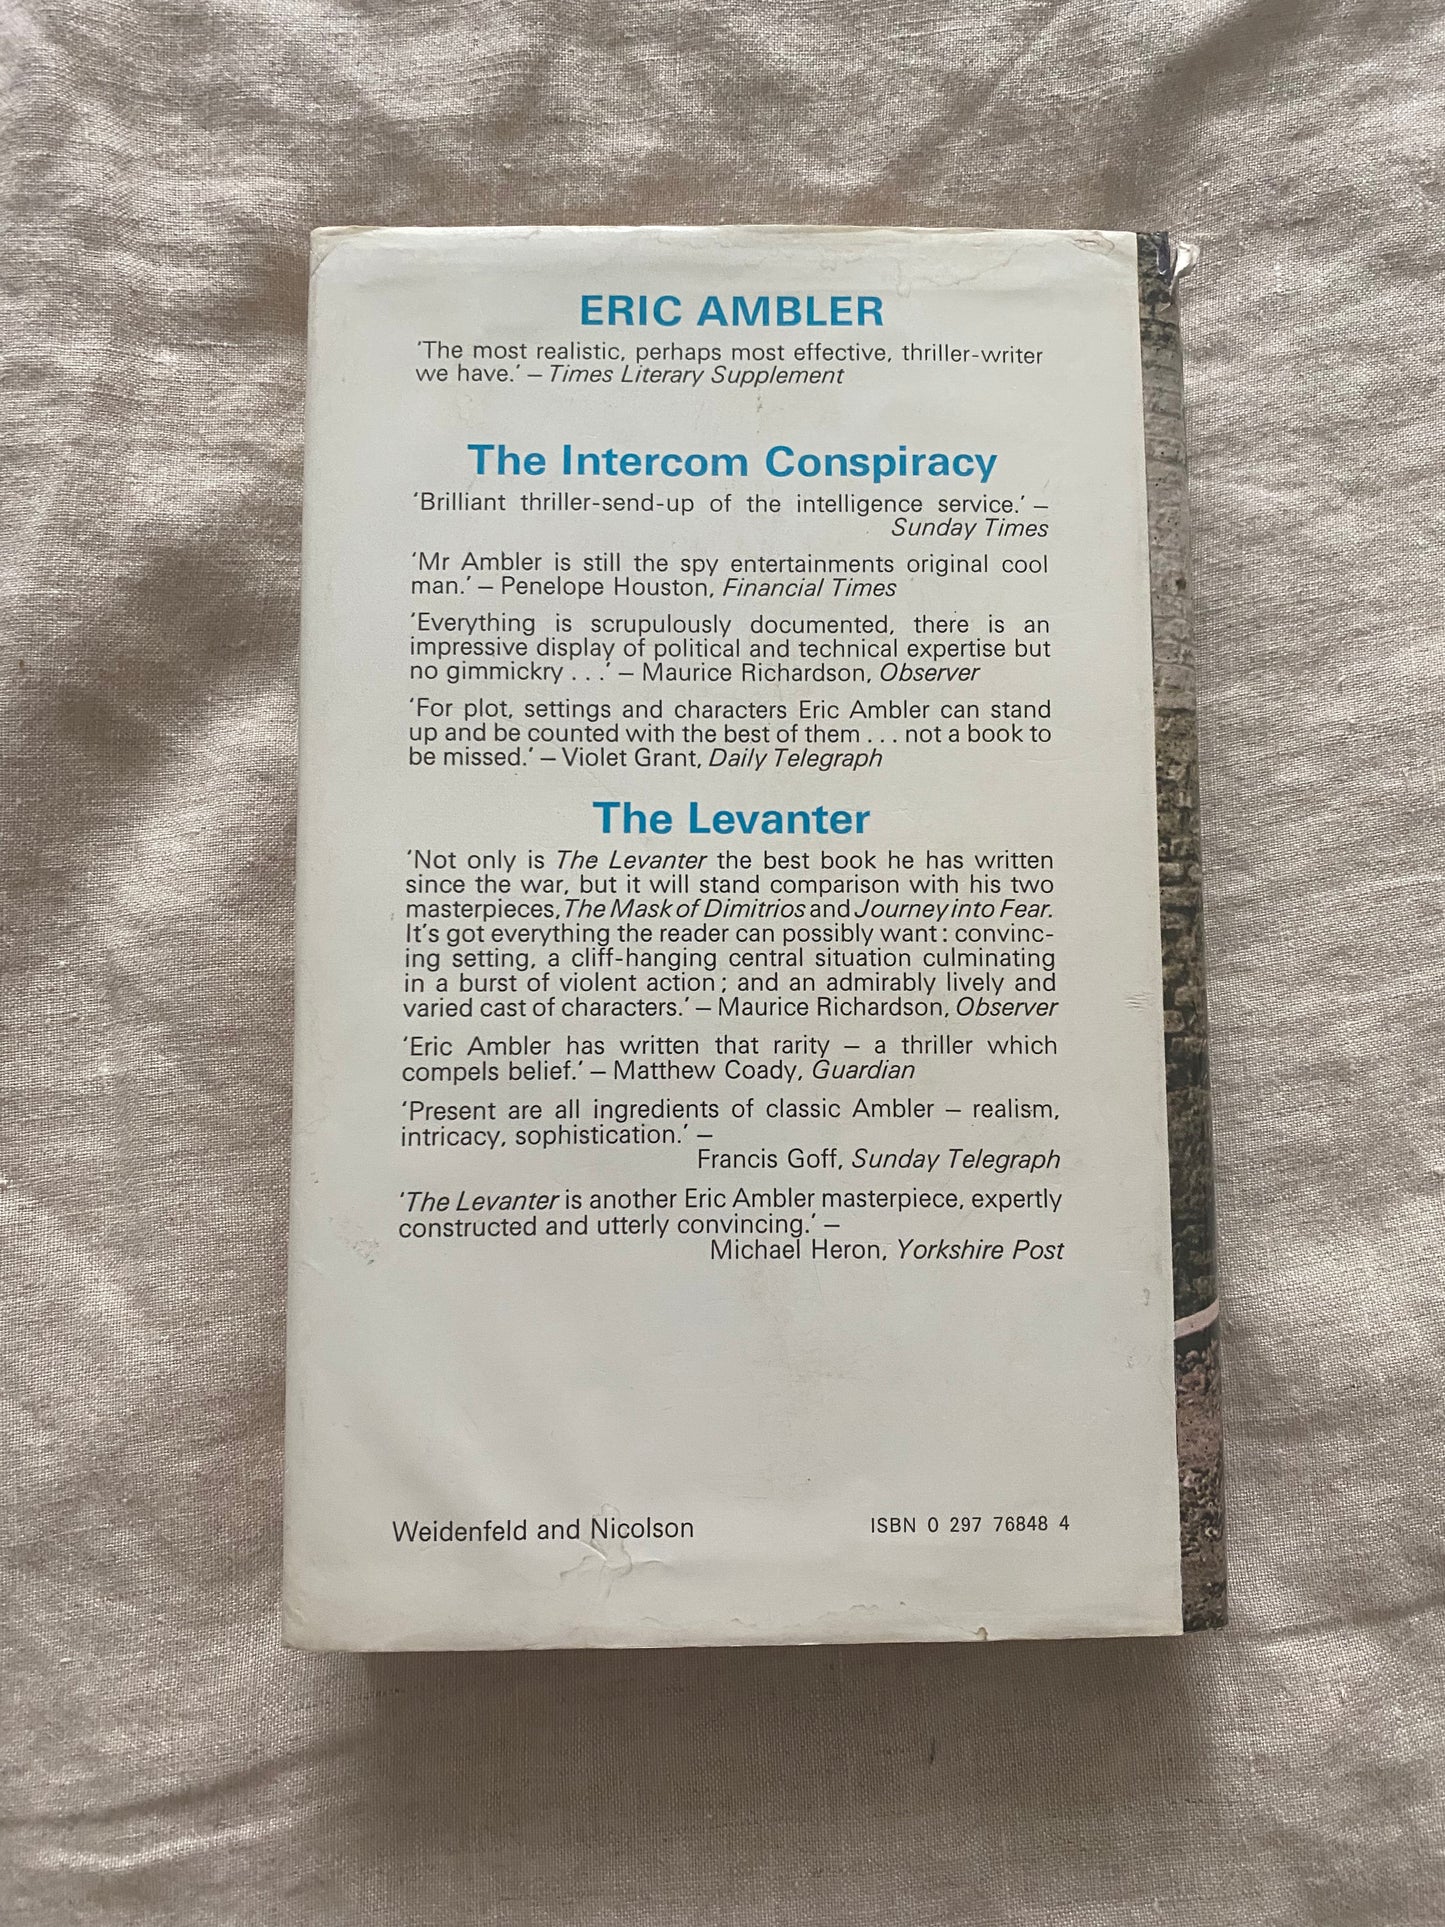 ERIC AMBLER
‘The most realistic, perhaps most effective, thriller-writer
we have.’ – Times Literary Supplement
The Intercom Conspiracy
‘Brilliant thriller-send-up of the intelligence service.’ –
Sunday Times
‘Mr Ambler is still the spy entertainments original cool
man.’ – Penelope Houston, Financial Times
‘Everything is scrupulously documented, there is an
impressive display of political and technical expertise but
no gimmickry . . .’ – Maurice Richardson, Observer
‘For plot, settings and characters Eric Ambler can stand
up and be counted with the best of them . . . not a book to
be missed.’ – Violet Grant, Daily Telegraph
The Levanter
‘Not only is The Levanter the best book he has written
since the war, but it will stand comparison with his two
masterpieces, The Mask of Dimitrios and Journey into Fear.
It’s got everything the reader can possibly want : convinc-
ing setting, a cliff-hanging central situation culminating
in a burst of violent action ; and an admirably lively and
varied cast of characters.’ – Maurice Richardson, Observer
‘Eric Ambler has written that rarity – a thriller which
compels belief.’ – Matthew Coady, Guardian
‘Present are all ingredients of classic Ambler – realism,
intricacy, sophistication.’ –
Francis Goff, Sunday Telegraph
‘The Levanter is another Eric Ambler masterpiece, expertly
constructed and utterly convincing.’ –
Michael Heron, Yorkshire Post
Weidenfeld and Nicolson
ISBN 0 297 76848 4